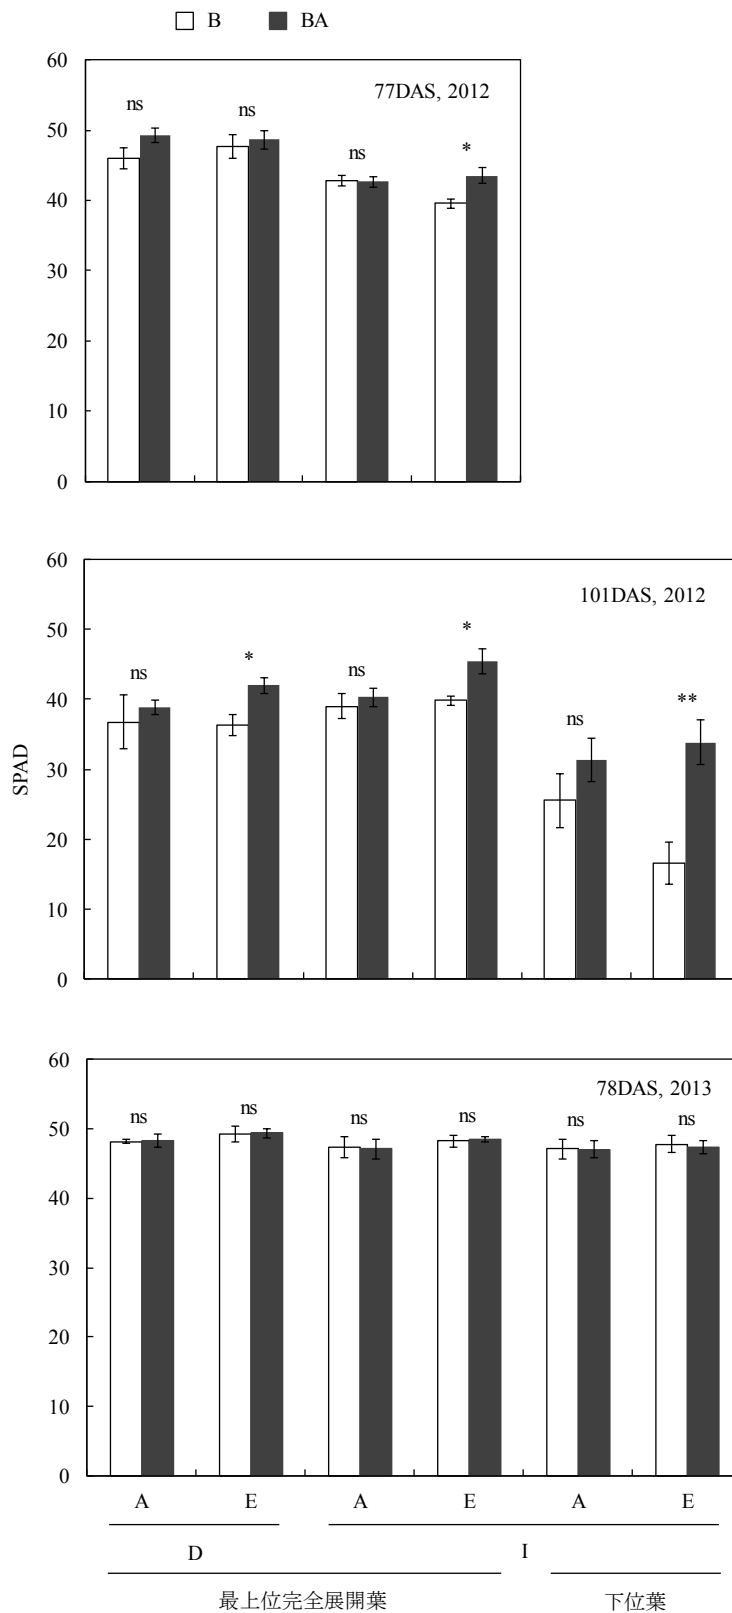 B BA
60
77DAS, 2012
50
ns ns ns *
40
30
20
10
0
60
101DAS, 2012
50
ns * ns * ns **
40
30
SPAD
20
10
0
60
78DAS, 2013
50
ns ns ns ns ns ns
40
30
20
10
0
A E A E A E
D I
最上位完全展開葉 下位葉